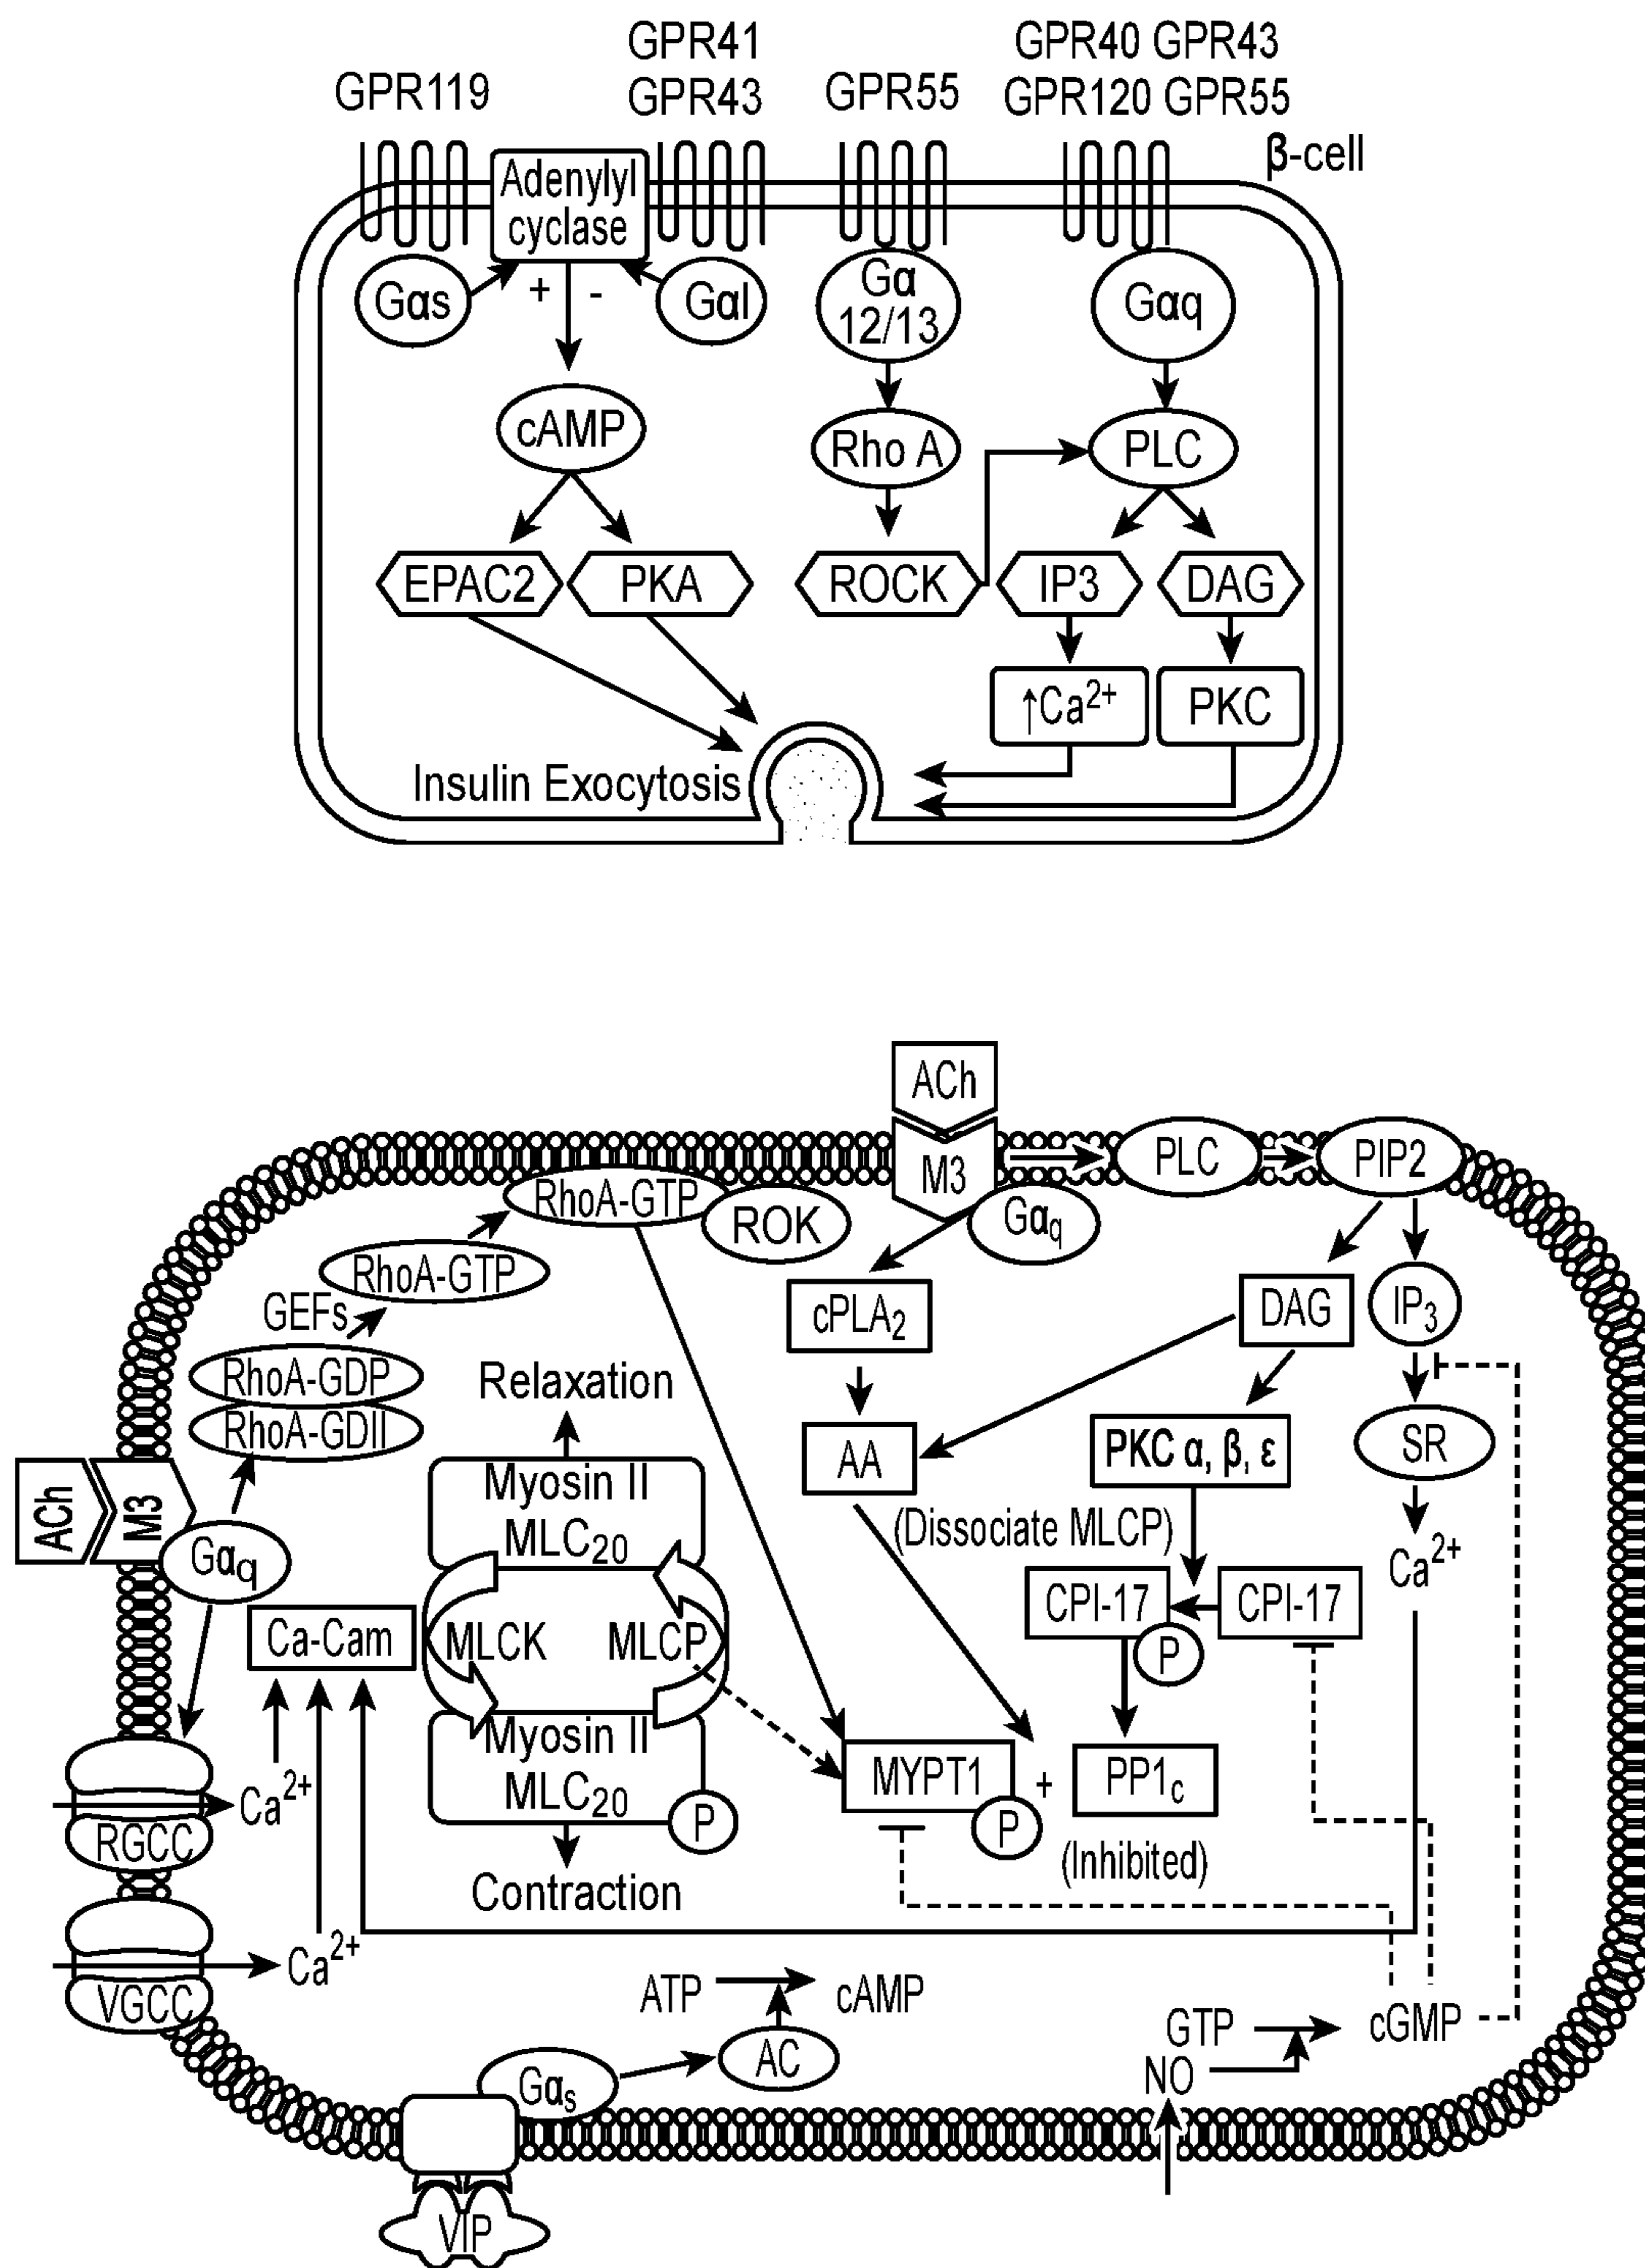 GPR41
GPR40 GPR43
GPR119
GPR43
GPR55
GPR120 GPR55
β-cell
Adenylyl
cyclase
Gαs
+
-
Gαl
Gα
12/13
Gαq
cAMP
Rho A
PLC
EPAC2
PKA
ROCK
IP3
DAG
↑Ca²⁺
PKC
Insulin Exocytosis
ACh
M3
PLC
PIP2
RhoA-GTP
ROK
Gαq
RhoA-GTP
cPLA₂
DAG
IP₃
GEFs
RhoA-GDP
RhoA-GDII
Relaxation
AA
PKC α, β, ε
SR
ACh
M3
Gαq
Myosin II
MLC₂₀
(Dissociate MLCP)
Ca²⁺
CPI-17
CPI-17
P
Ca-Cam
MLCK
MLCP
Myosin II
MLC₂₀
P
MYPT1
P
+
PP1c
(Inhibited)
Ca²⁺
RGCC
Contraction
Ca²⁺
VGCC
ATP
cAMP
AC
GTP
cGMP
NO
Gαs
VIP